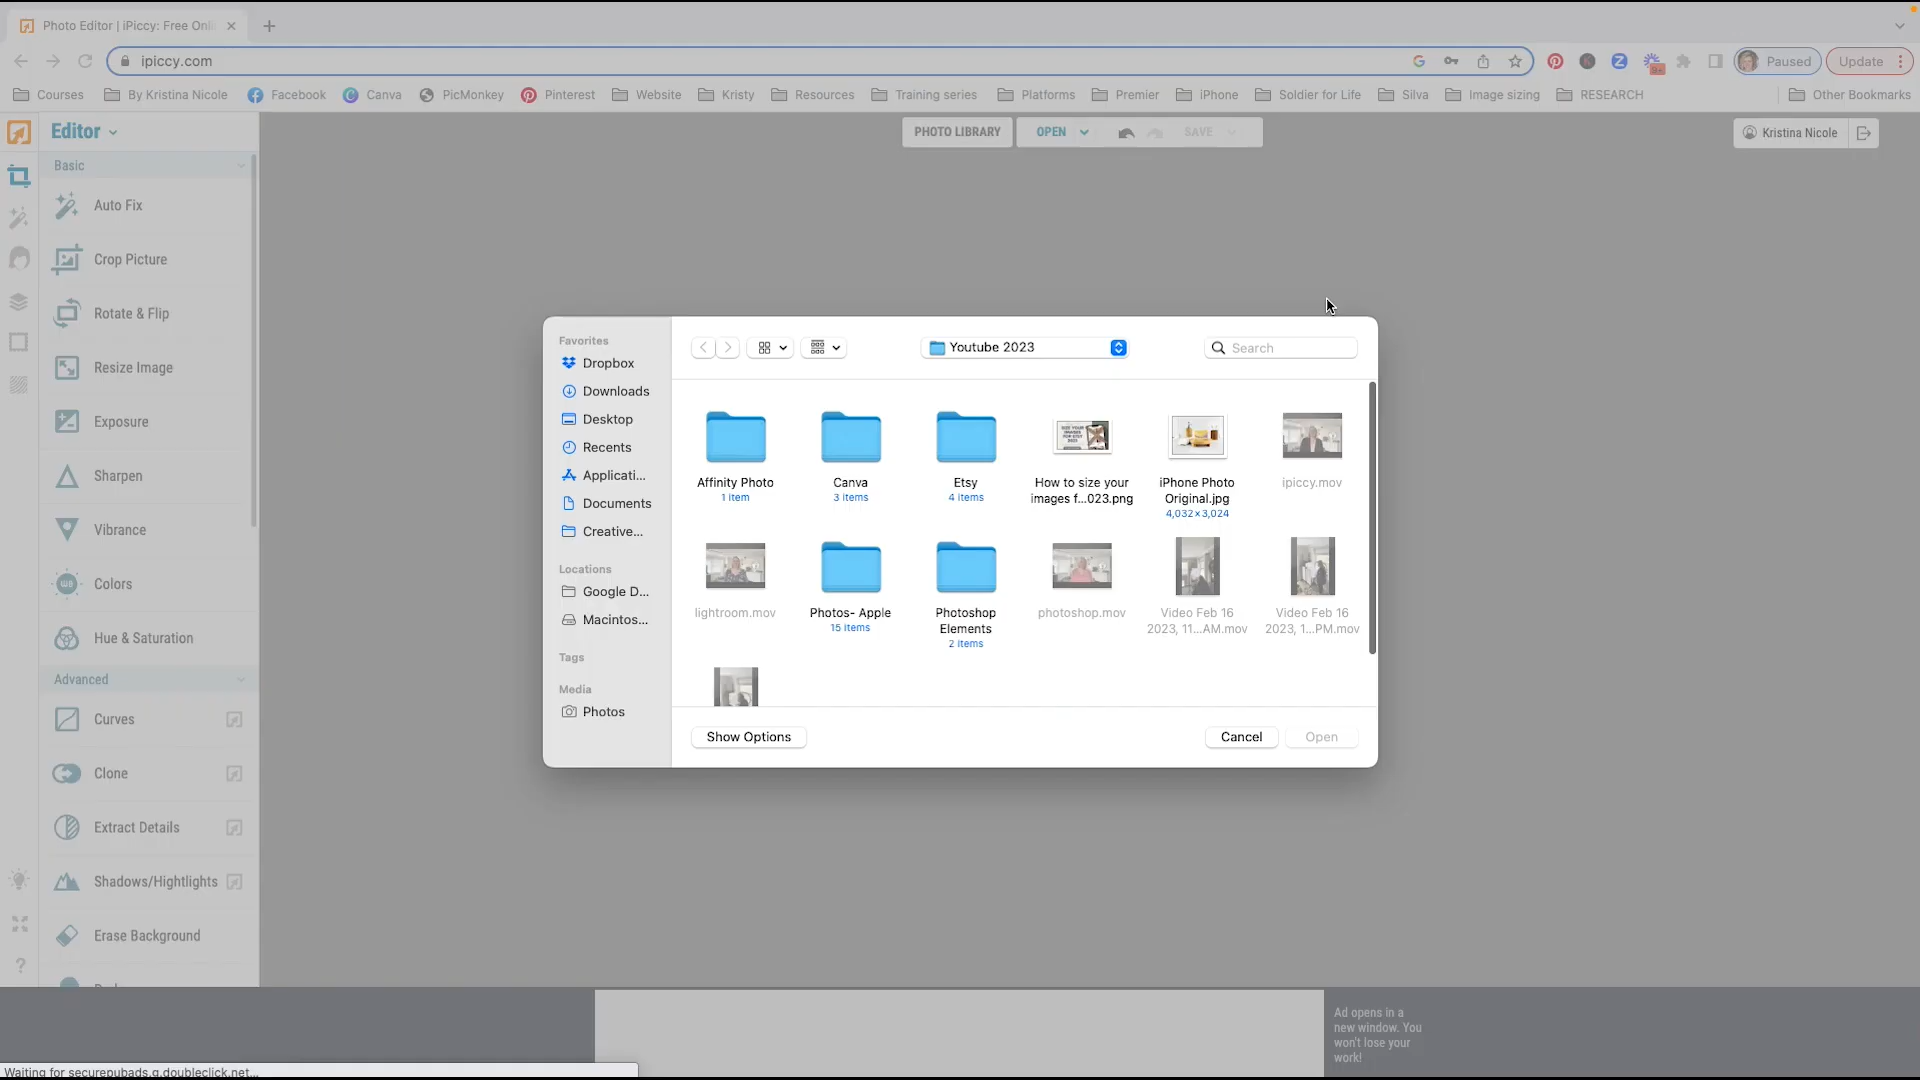 Photo Editor | iPiccy: Free Onli
ipiccy.com
Paused
Update
Courses
By Kristina Nicole
Facebook
Canva
PicMonkey
Pinterest
Website
Kristy
Resources
Training series
Platforms
Premier
iPhone
Soldier for Life
Silva
Image sizing
RESEARCH
Other Bookmarks
Editor
PHOTO LIBRARY
OPEN
SAVE
Kristina Nicole
Basic
Auto Fix
Crop Picture
Rotate & Flip
Resize Image
Exposure
Sharpen
Vibrance
Colors
Hue & Saturation
Advanced
Curves
Clone
Extract Details
Shadows/Hightlights
Erase Background
Favorites
Dropbox
Downloads
Desktop
Recents
Applicati...
Documents
Creative...
Locations
Google D...
Macintos...
Tags
Media
Photos
Youtube 2023
Search
Affinity Photo
1 item
Canva
3 items
Etsy
4 items
How to size your
images f...023.png
iPhone Photo
Original.jpg
4,032×3,024
ipiccy.mov
lightroom.mov
Photos- Apple
15 items
Photoshop
Elements
2 items
photoshop.mov
Video Feb 16
2023, 11...AM.mov
Video Feb 16
2023, 1...PM.mov
Show Options
Cancel
Open
Ad opens in a
new window. You
won't lose your
work!
Waiting for securepubads.g.doubleclick.net...